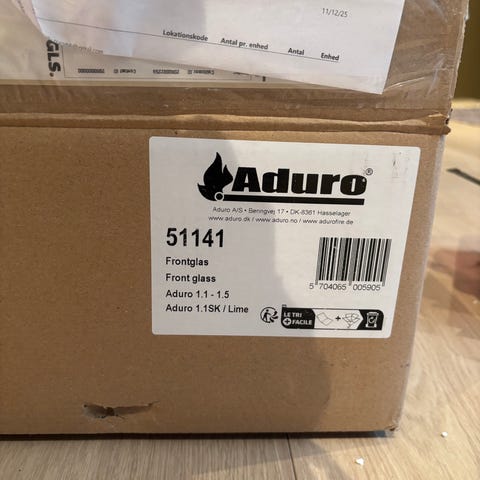 11/12/25
Lokationskode Antal pr. enhed Antal Enhed
GLS.
Aduro®
Aduro A/S • Beringvej 17 • DK-8361 Hasselager
www.aduro.dk / www.aduro.no / www.adurofire.de
51141
Frontglas
Front glass
Aduro 1.1 - 1.5
Aduro 1.1SK / Lime
5 704065 005905
LE TRI
+ FACILE